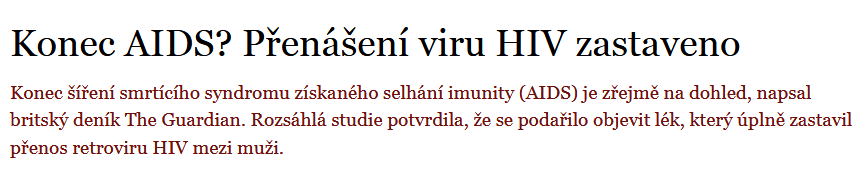 Konec AIDS? Přenášení viru HIV zastaveno
Konec šíření smrtícího syndromu získaného selhání imunity (AIDS) je zřejmě na dohled, napsal
britský deník The Guardian. Rozsáhlá studie potvrdila, že se podařilo objevit lék, který úplně zastavil
přenos retroviru HIV mezi muži.